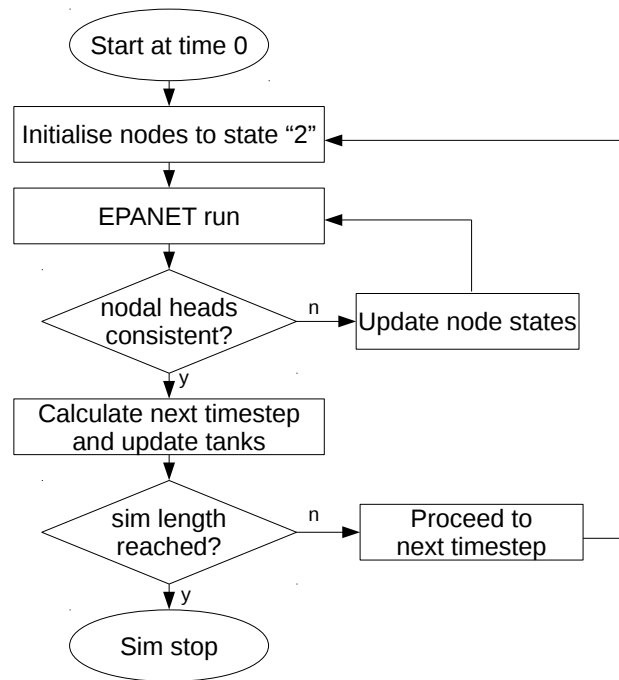 Start at time 0
Initialise nodes to state “2”
EPANET run
nodal heads
consistent?
n
Update node states
y
Calculate next timestep
and update tanks
sim length
reached?
n
Proceed to
next timestep
y
Sim stop